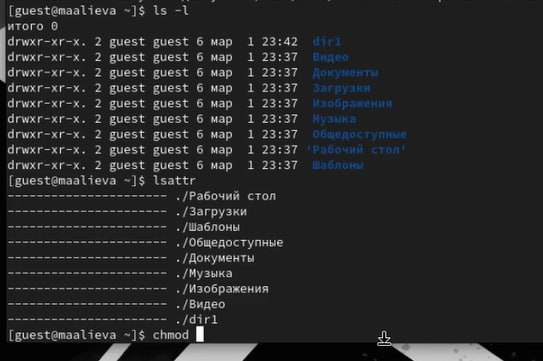 [guest@maalieva ~]$ ls -l
итого 0
drwxr-xr-x. 2 guest guest 6 мар  1 23:42  dir1
drwxr-xr-x. 2 guest guest 6 мар  1 23:37  Видео
drwxr-xr-x. 2 guest guest 6 мар  1 23:37  Документы
drwxr-xr-x. 2 guest guest 6 мар  1 23:37  Загрузки
drwxr-xr-x. 2 guest guest 6 мар  1 23:37  Изображения
drwxr-xr-x. 2 guest guest 6 мар  1 23:37  Музыка
drwxr-xr-x. 2 guest guest 6 мар  1 23:37  Общедоступные
drwxr-xr-x. 2 guest guest 6 мар  1 23:37 'Рабочий стол'
drwxr-xr-x. 2 guest guest 6 мар  1 23:37  Шаблоны
[guest@maalieva ~]$ lsattr
---------------------- ./Рабочий стол
---------------------- ./Загрузки
---------------------- ./Шаблоны
---------------------- ./Общедоступные
---------------------- ./Документы
---------------------- ./Музыка
---------------------- ./Изображения
---------------------- ./Видео
---------------------- ./dir1
[guest@maalieva ~]$ chmod